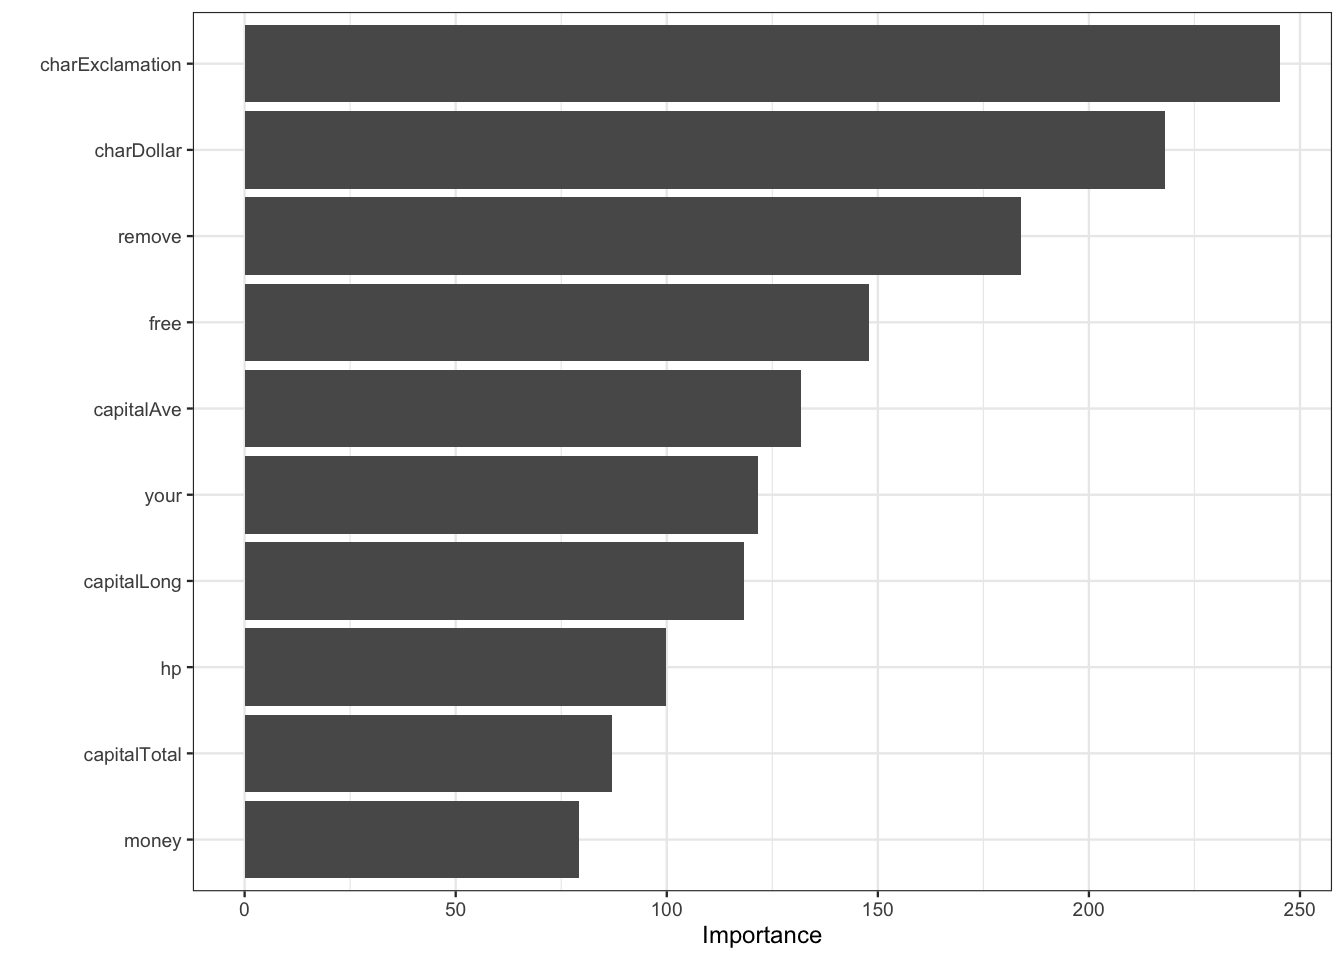 charExclamation
charDollar
remove
free
capitalAve
your
capitalLong
hp
capitalTotal
money
0 50 100 150 200 250
Importance